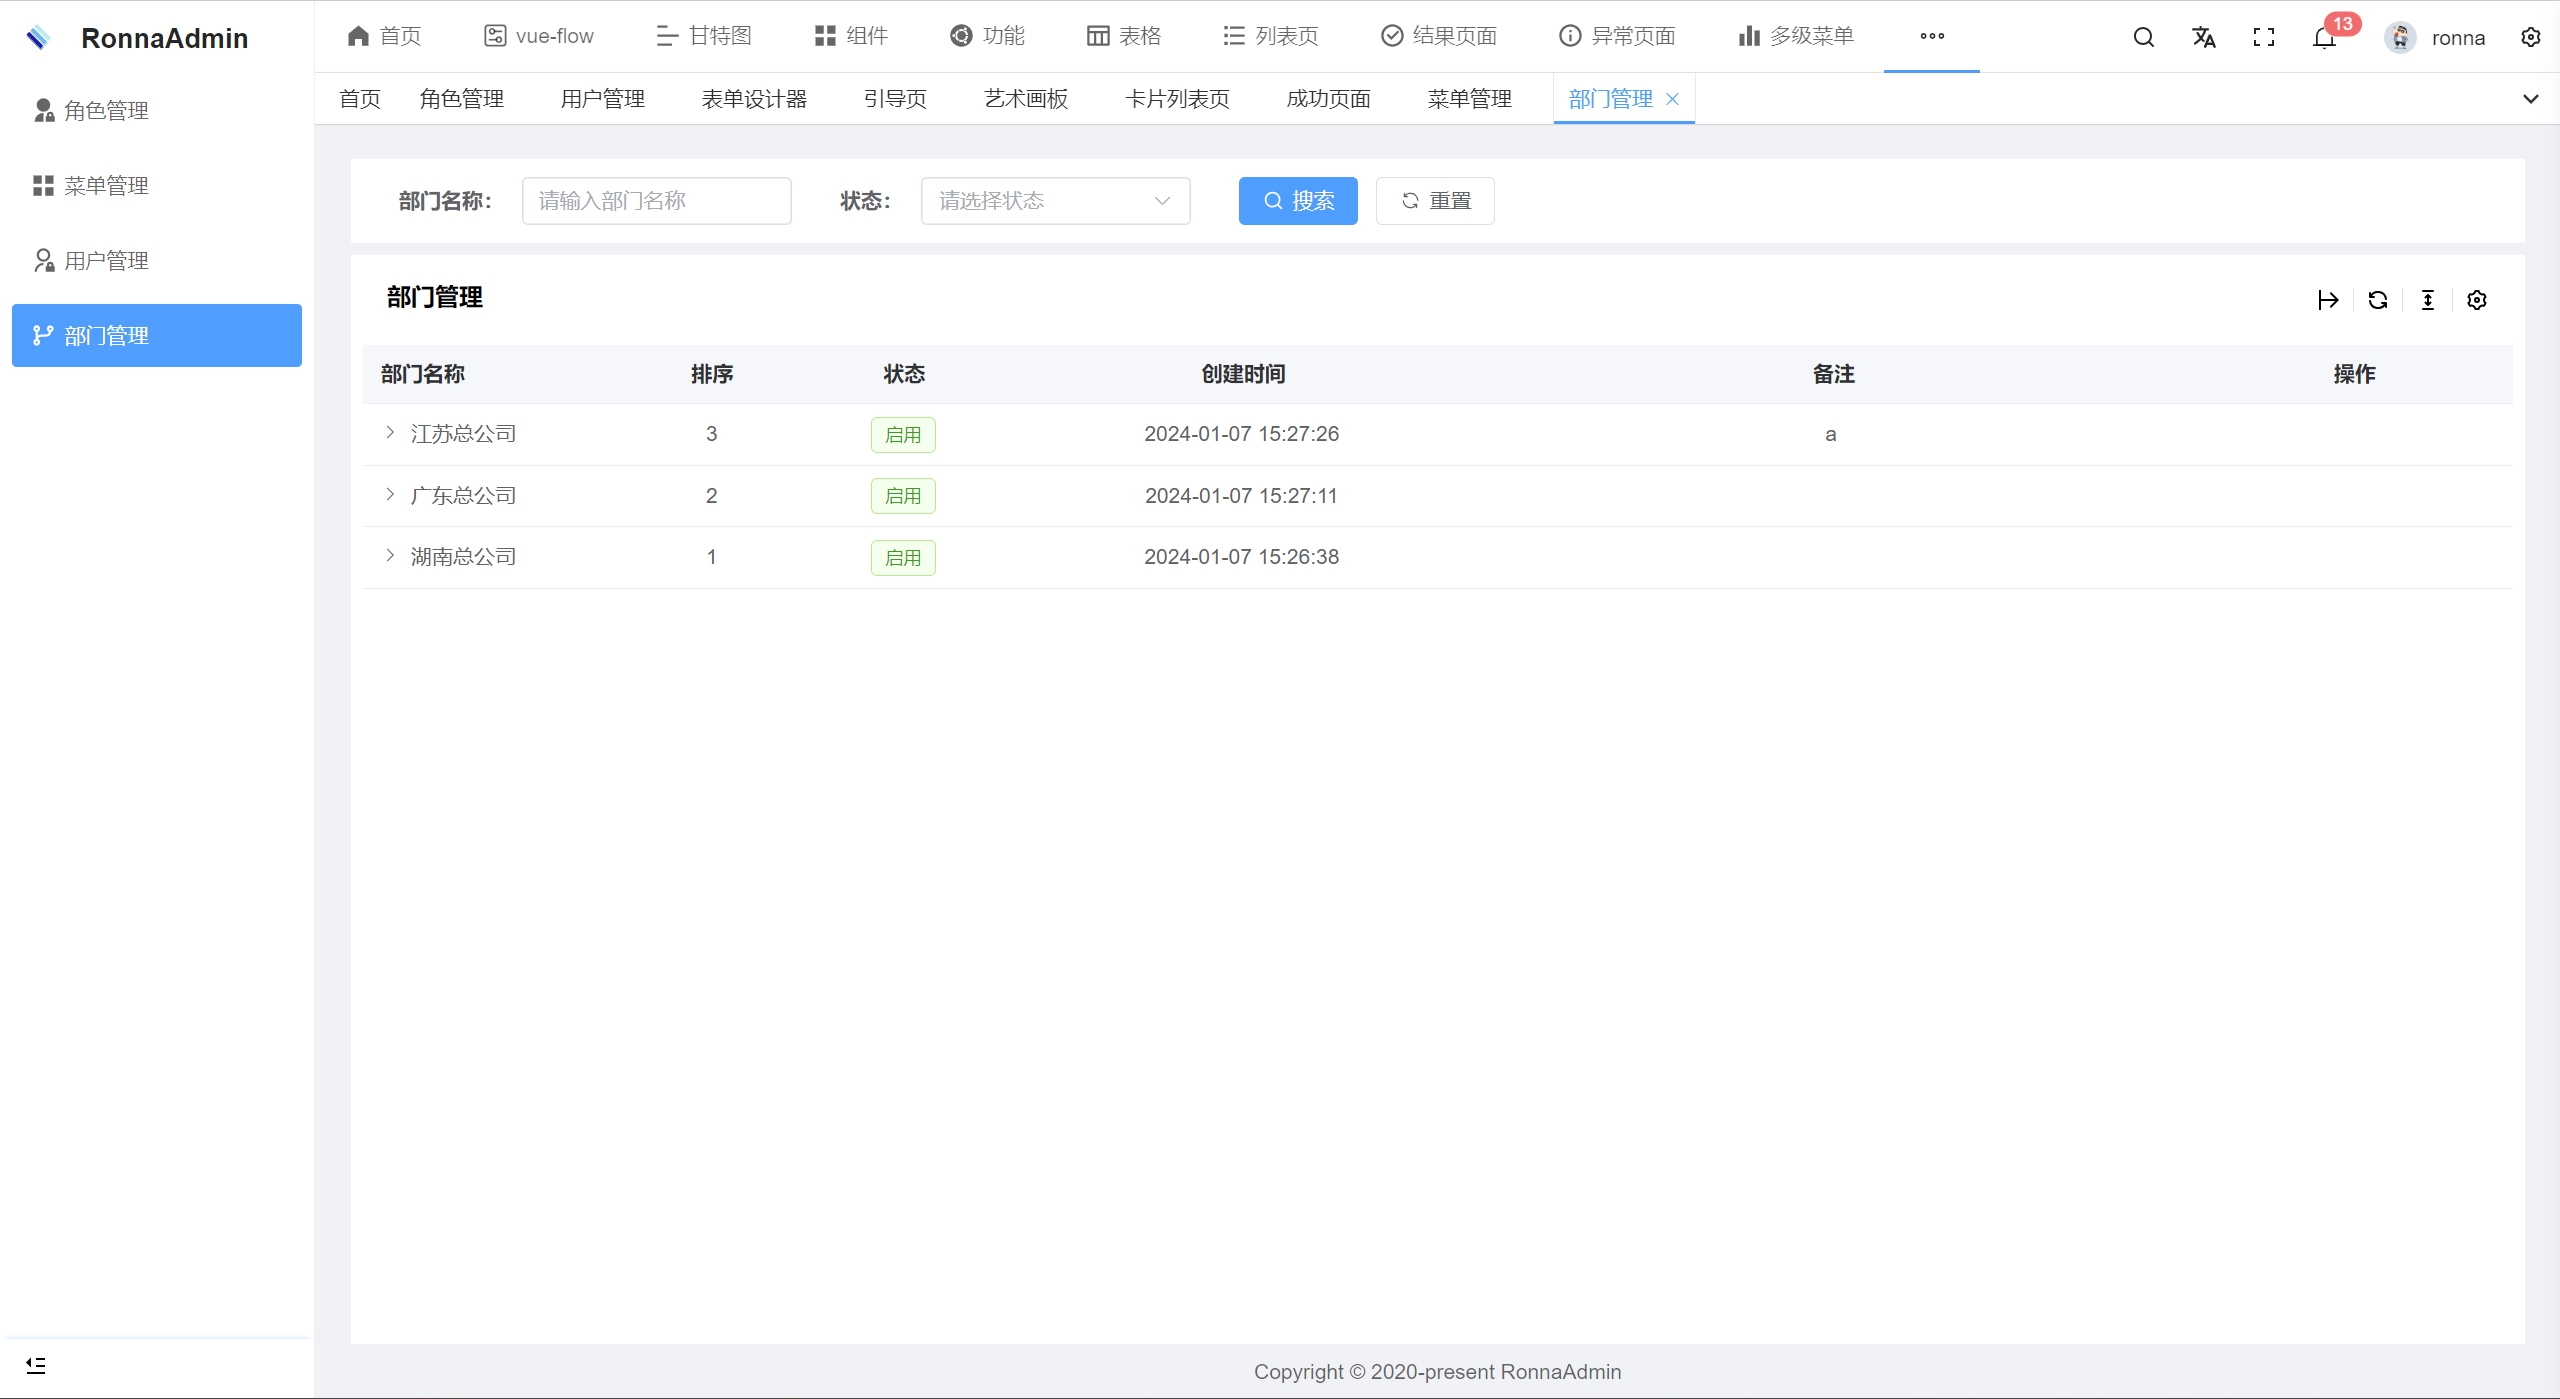 RonnaAdmin
首页 vue-flow 甘特图 组件 功能 表格 列表页 结果页面 异常页面 多级菜单 13 ronna
首页 角色管理 用户管理 表单设计器 引导页 艺术画板 卡片列表页 成功页面 菜单管理 部门管理
角色管理
菜单管理
用户管理
部门管理
部门名称: 请输入部门名称 状态: 请选择状态 搜索 重置
部门管理
部门名称 排序 状态 创建时间 备注 操作
江苏总公司 3 启用 2024-01-07 15:27:26 a
广东总公司 2 启用 2024-01-07 15:27:11
湖南总公司 1 启用 2024-01-07 15:26:38
Copyright © 2020-present RonnaAdmin